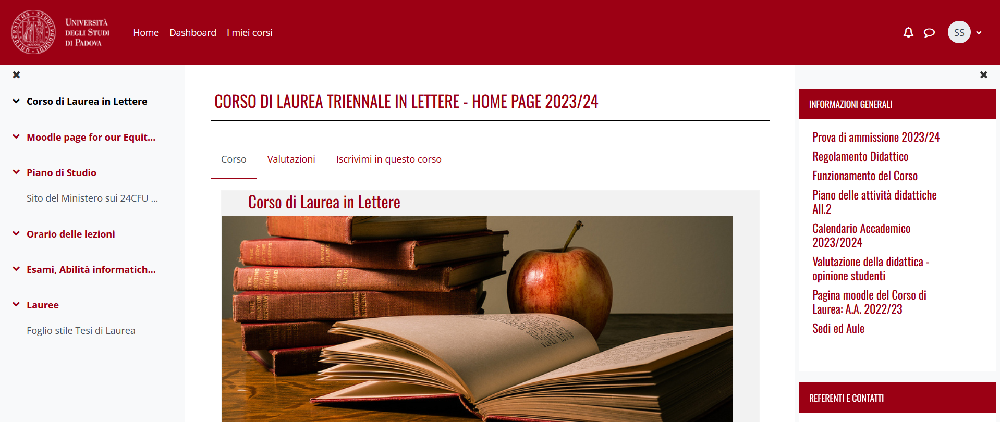 UNIVERSITÀ
DEGLI STUDI
DI PADOVA
Home
Dashboard
I miei corsi
SS
Corso di Laurea in Lettere
Moodle page for our Equit...
Piano di Studio
Sito del Ministero sui 24CFU ...
Orario delle lezioni
Esami, Abilità informatich...
Lauree
Foglio stile Tesi di Laurea
CORSO DI LAUREA TRIENNALE IN LETTERE - HOME PAGE 2023/24
Corso
Valutazioni
Iscrivimi in questo corso
Corso di Laurea in Lettere
RUDYARD
KIPLING
INFORMAZIONI GENERALI
Prova di ammissione 2023/24
Regolamento Didattico
Funzionamento del Corso
Piano delle attività didattiche
All.2
Calendario Accademico
2023/2024
Valutazione della didattica -
opinione studenti
Pagina moodle del Corso di
Laurea: A.A. 2022/23
Sedi ed Aule
REFERENTI E CONTATTI